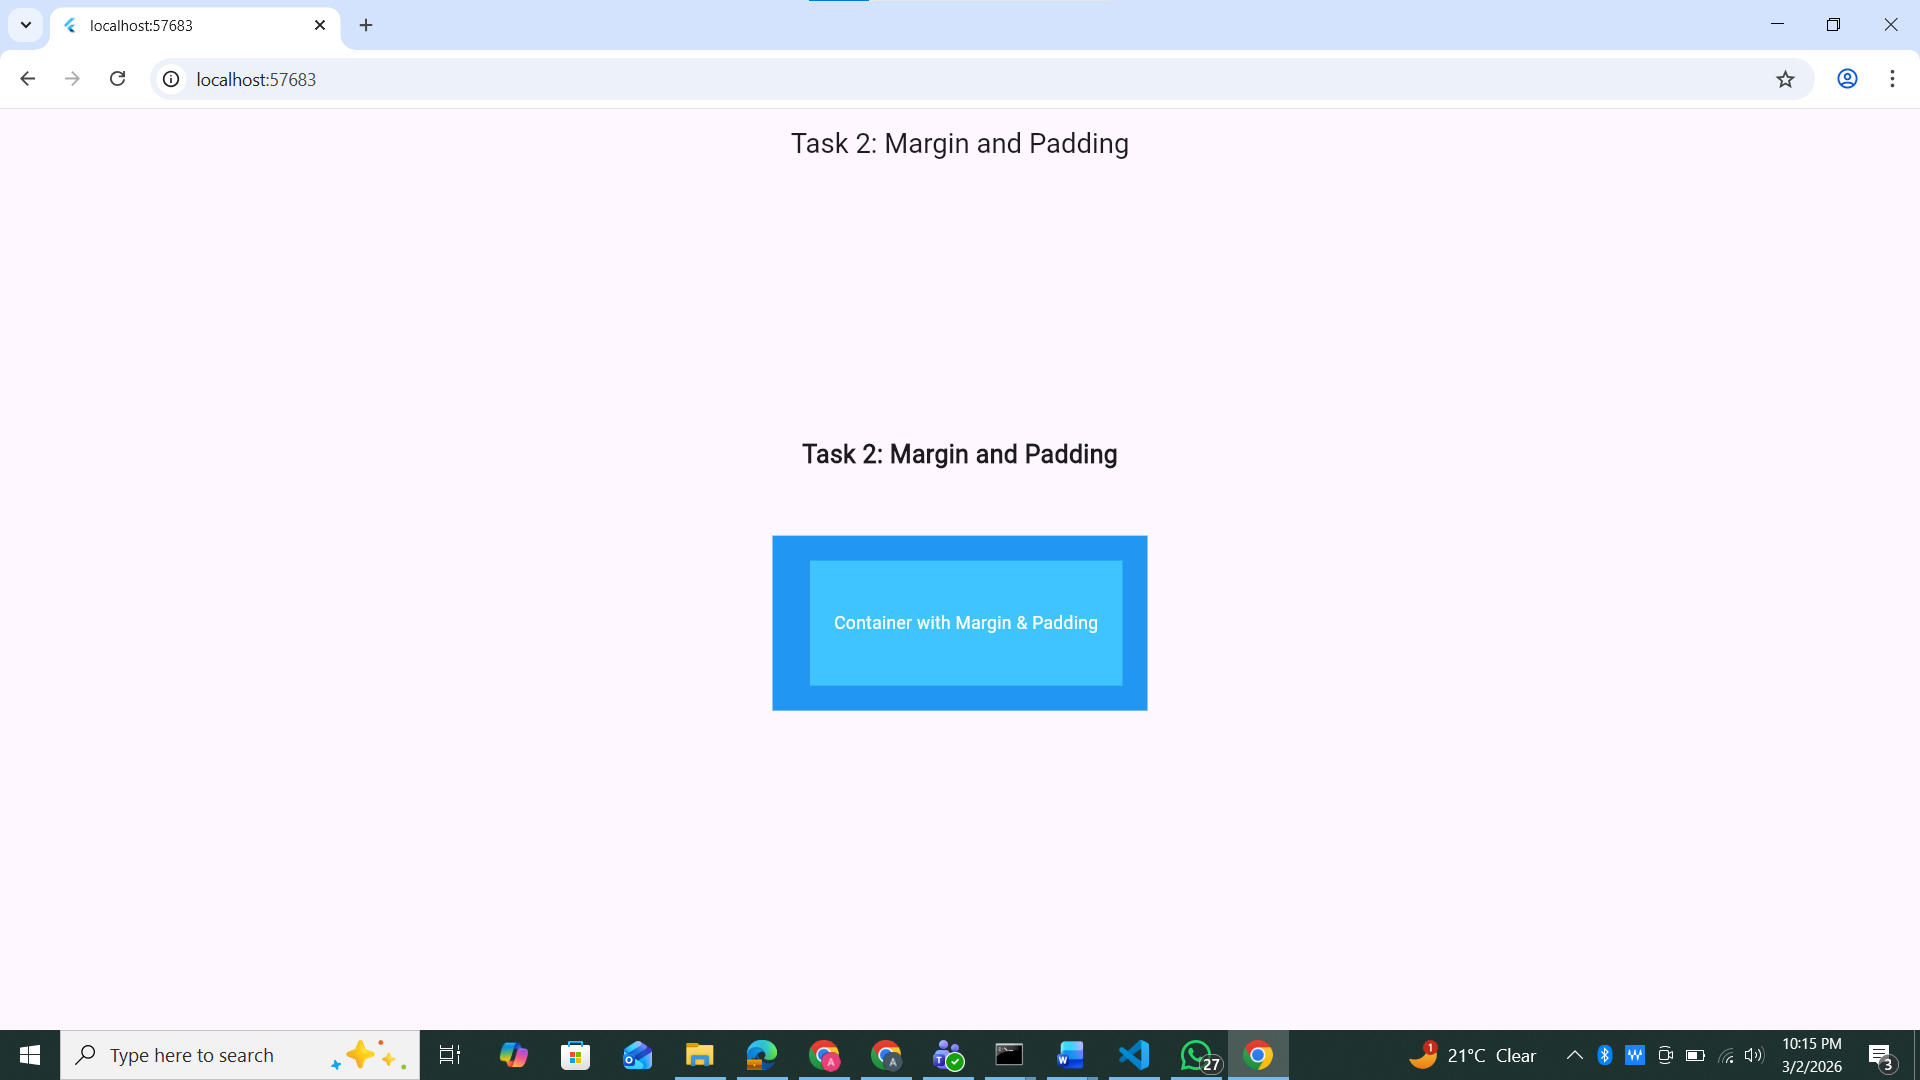 localhost:57683
localhost:57683
Task 2: Margin and Padding
Task 2: Margin and Padding
Container with Margin & Padding
Type here to search
27
1
21°C Clear
10:15 PM
3/2/2026
3